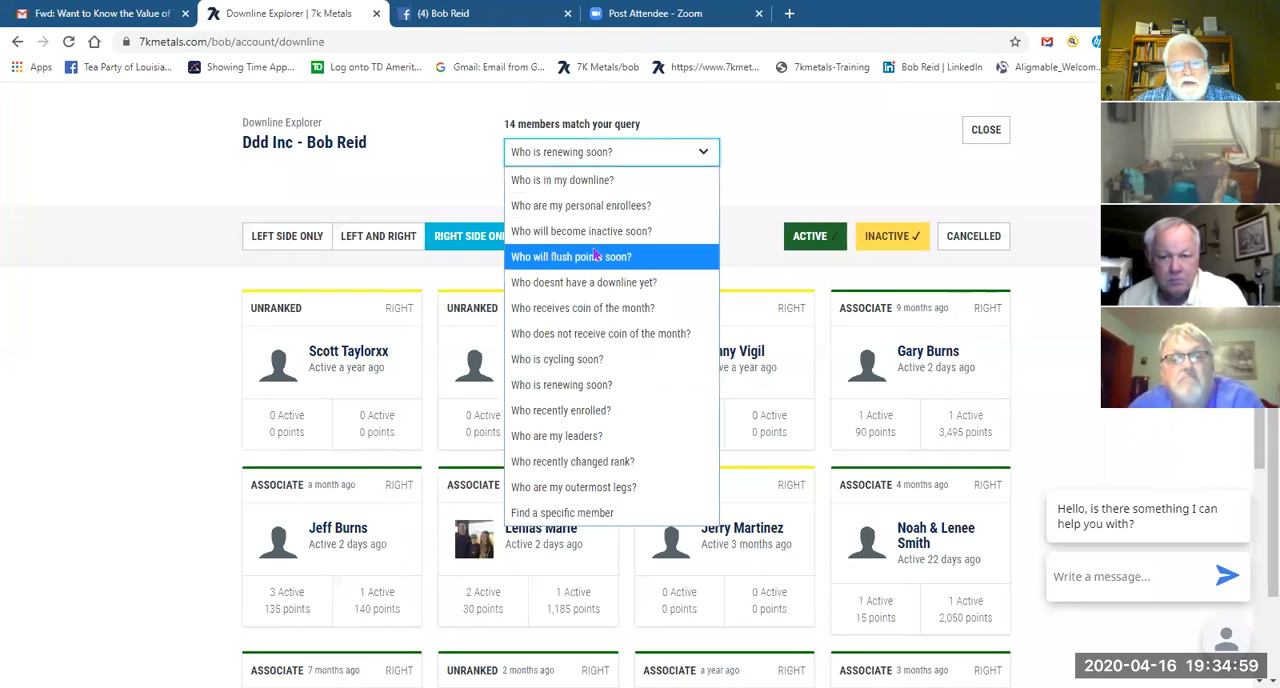 Fwd: Want to Know the Value of
Downline Explorer | 7k Metals
(4) Bob Reid
Post Attendee - Zoom
7kmetals.com/bob/account/downline
Apps
Tea Party of Louisia...
Showing Time App...
Log onto TD Amerit...
Gmail: Email from G...
7K Metals/bob
https://www.7kmet...
7kmetals-Training
Bob Reid | LinkedIn
Aligmable_Welcom...
Downline Explorer
Ddd Inc - Bob Reid
14 members match your query
Who is renewing soon?
CLOSE
Who is in my downline?
Who are my personal enrollees?
Who will become inactive soon?
Who will flush points soon?
Who doesnt have a downline yet?
Who receives coin of the month?
Who does not receive coin of the month?
Who is cycling soon?
Who is renewing soon?
Who recently enrolled?
Who are my leaders?
Who recently changed rank?
Who are my outermost legs?
Find a specific member
LEFT SIDE ONLY
LEFT AND RIGHT
RIGHT SIDE ONL
ACTIVE
INACTIVE ✓
CANCELLED
UNRANKED RIGHT
Scott Taylorxx
Active a year ago
0 Active 0 Active
0 points 0 points
UNRANKED
0 Active
0 points
RIGHT
nny Vigil
e a year ago
0 Active
0 points
ASSOCIATE 9 months ago RIGHT
Gary Burns
Active 2 days ago
1 Active 1 Active
90 points 3,495 points
ASSOCIATE a month ago RIGHT
Jeff Burns
Active 2 days ago
3 Active 1 Active
135 points 140 points
ASSOCIATE
Lenias Marie
Active 2 days ago
2 Active 1 Active
30 points 1,185 points
RIGHT
Jerry Martinez
Active 3 months ago
0 Active 0 Active
0 points 0 points
ASSOCIATE 4 months ago RIGHT
Noah & Lenee
Smith
Active 22 days ago
1 Active 1 Active
15 points 2,050 points
ASSOCIATE 7 months ago RIGHT
UNRANKED 2 months ago RIGHT
ASSOCIATE a year ago RIGHT
ASSOCIATE 3 months ago RIGHT
Hello, is there something I can
help you with?
Write a message...
2020-04-16 19:34:59